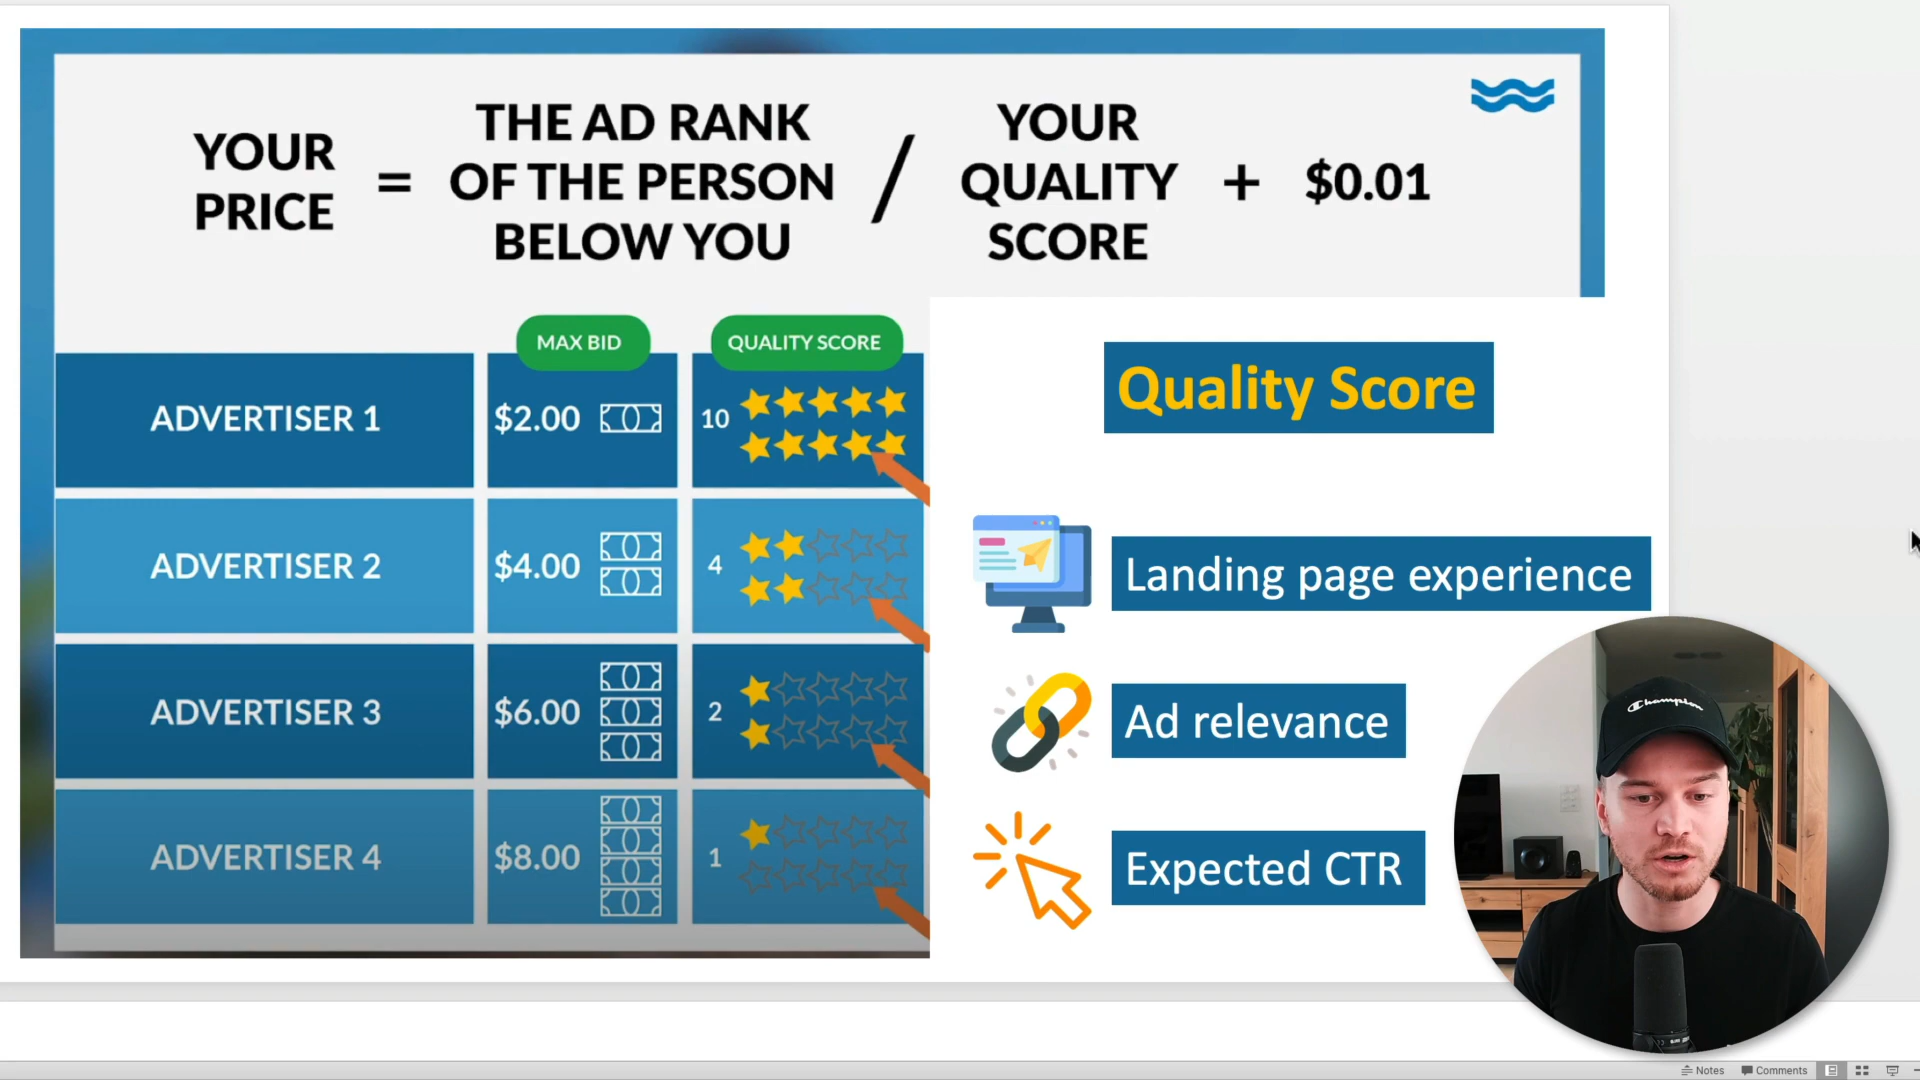 YOUR PRICE = THE AD RANK OF THE PERSON BELOW YOU / YOUR QUALITY SCORE + $0.01
MAX BID QUALITY SCORE
ADVERTISER 1 $2.00 10
ADVERTISER 2 $4.00 4
ADVERTISER 3 $6.00 2
ADVERTISER 4 $8.00 1
Quality Score
Landing page experience
Ad relevance
Expected CTR
Champion
Notes Comments